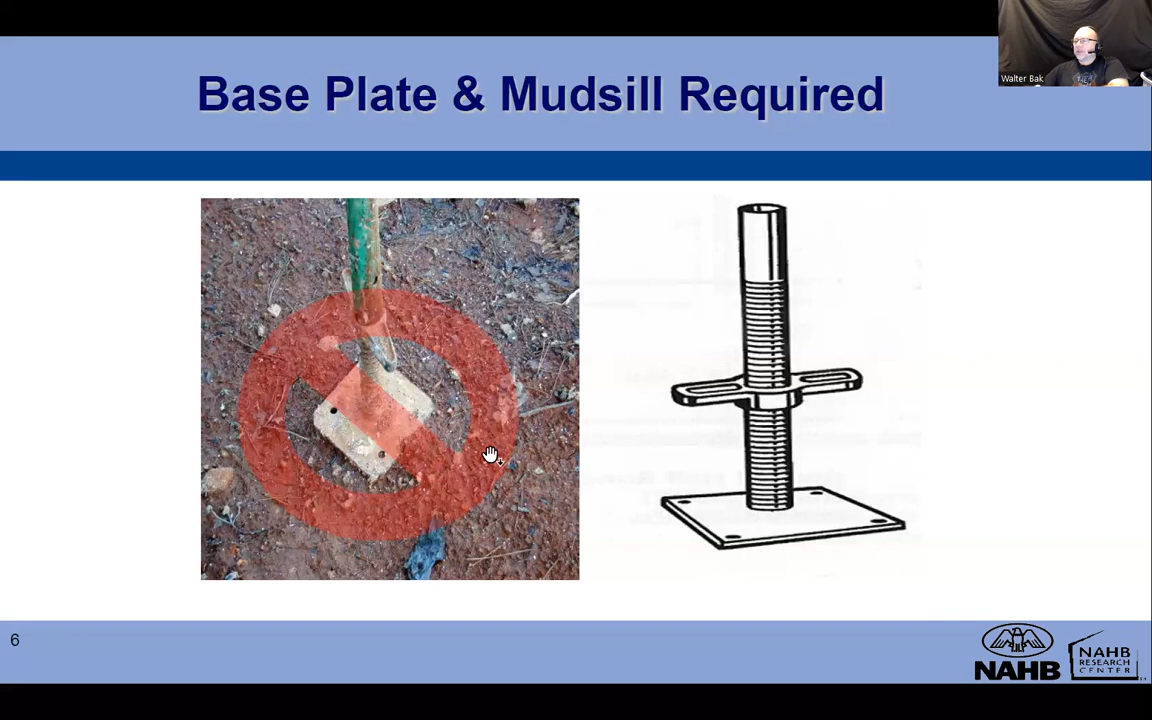 Walter Bak
Base Plate & Mudsill Required
6
NAHB
NAHB
RESEARCH
CENTER